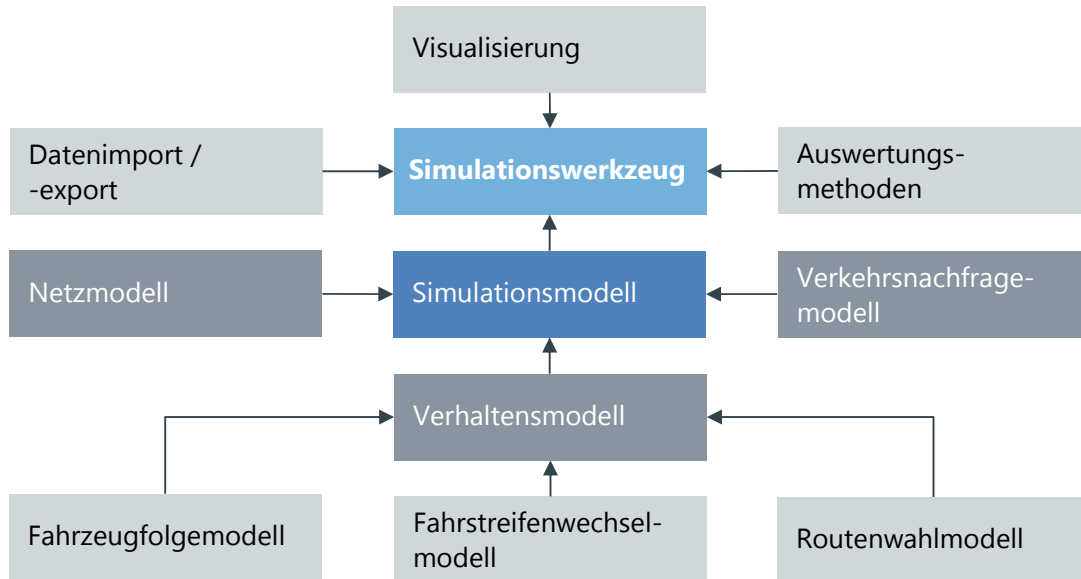 Visualisierung
Datenimport /
-export
Simulationswerkzeug
Auswertungs-
methoden
Netzmodell
Simulationsmodell
Verkehrsnachfrage-
modell
Verhaltensmodell
Fahrzeugfolgemodell
Fahrstreifenwechsel-
modell
Routenwahlmodell